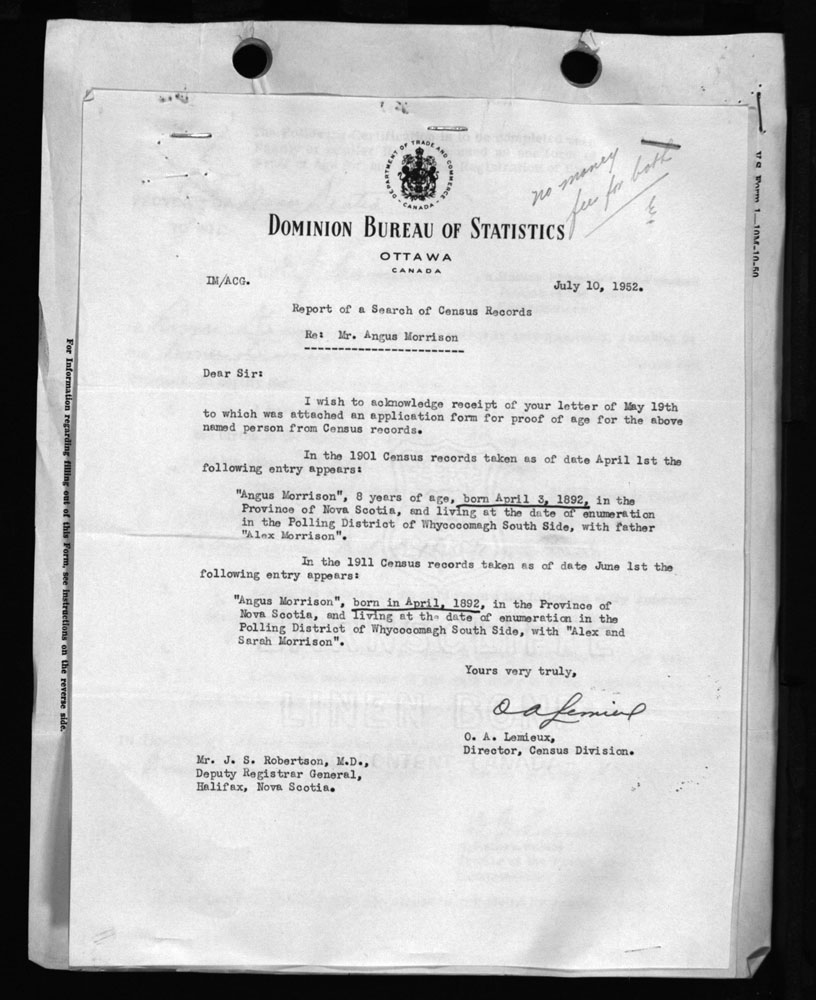 DEPARTMENT OF TRADE AND COMMERCE
CANADA
no money
fee for both
DOMINION BUREAU OF STATISTICS
OTTAWA
CANADA
IM/ACG.
July 10, 1952.
Report of a Search of Census Records
Re: Mr. Angus Morrison
Dear Sir:
I wish to acknowledge receipt of your letter of May 19th
to which was attached an application form for proof of age for the above
named person from Census records.
In the 1901 Census records taken as of date April 1st the
following entry appears:
"Angus Morrison", 8 years of age, born April 3, 1892, in the
Province of Nova Scotia, and living at the date of enumeration
in the Polling District of Whycocomagh South Side, with father
"Alex Morrison".
In the 1911 Census records taken as of date June 1st the
following entry appears:
"Angus Morrison", born in April, 1892, in the Province of
Nova Scotia, and living at the date of enumeration in the
Polling District of Whycocomagh South Side, with "Alex and
Sarah Morrison".
Yours very truly,
O A Lemieux
O. A. Lemieux,
Director, Census Division.
Mr. J. S. Robertson, M.D.,
Deputy Registrar General,
Halifax, Nova Scotia.
For Information regarding filling out of this Form, see instructions on the reverse side.